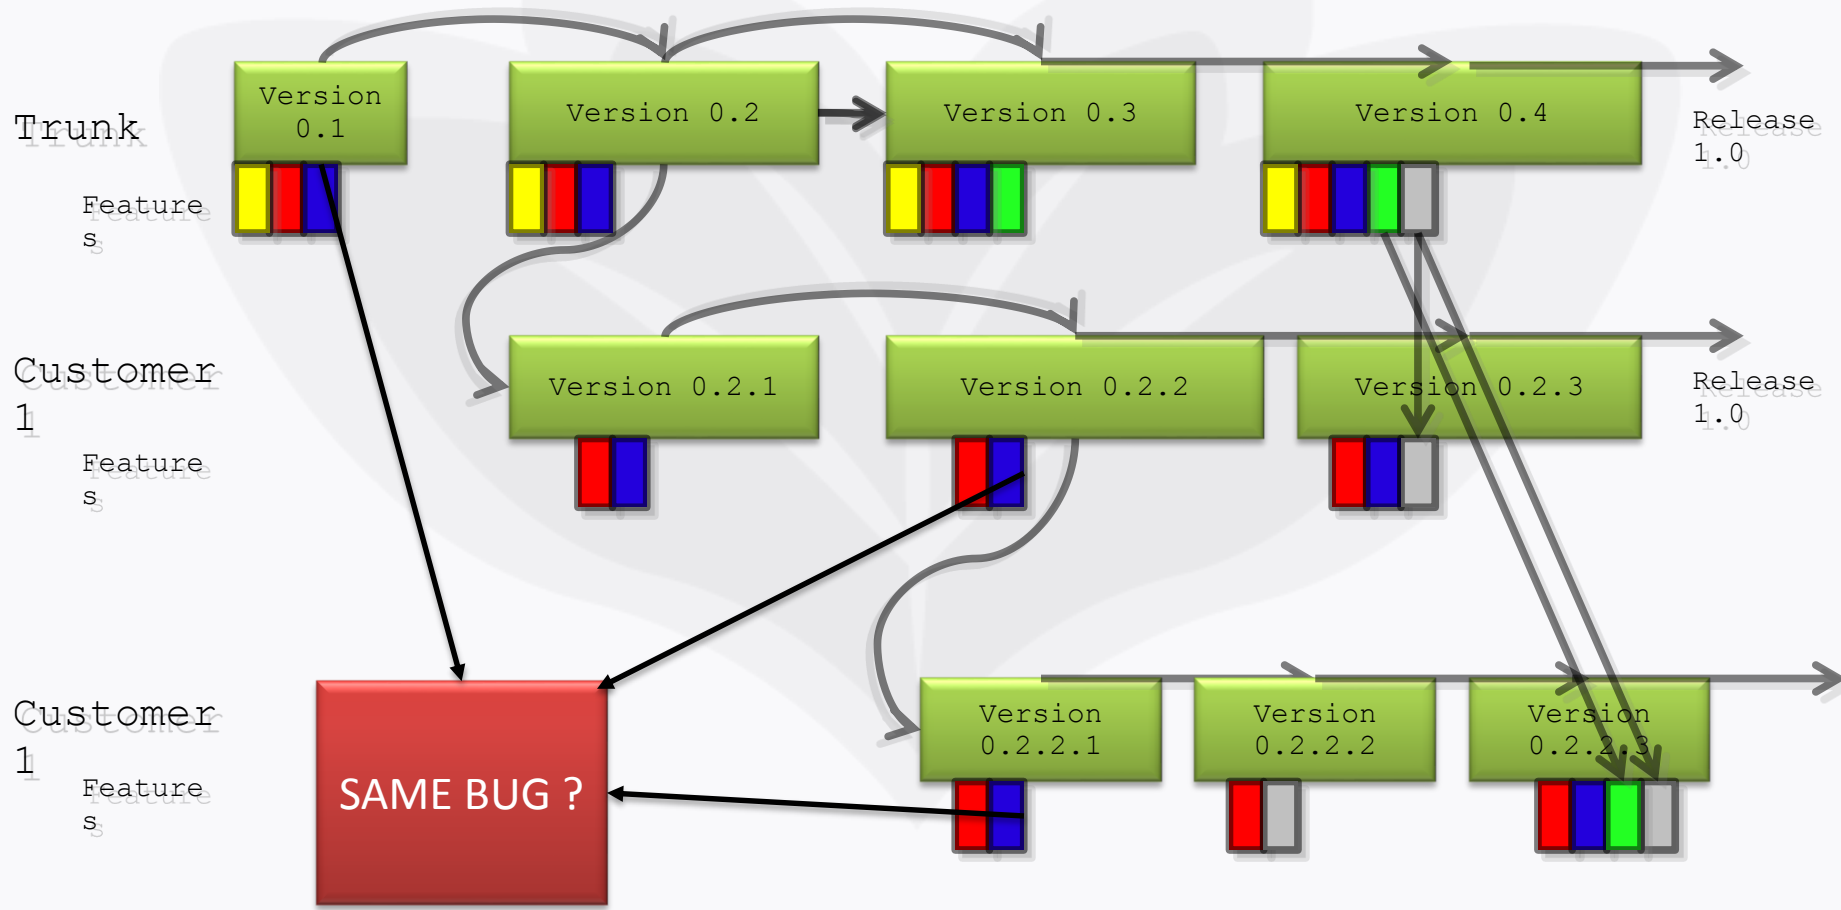 Version
0.1
Version 0.2
Version 0.3
Version 0.4
Trunk
Release
1.0
Feature
s
Customer
1
Version 0.2.1
Version 0.2.2
Version 0.2.3
Release
1.0
Feature
s
Customer
1
Version
0.2.2.1
Version
0.2.2.2
Version
0.2.2.3
Feature
s
SAME BUG ?